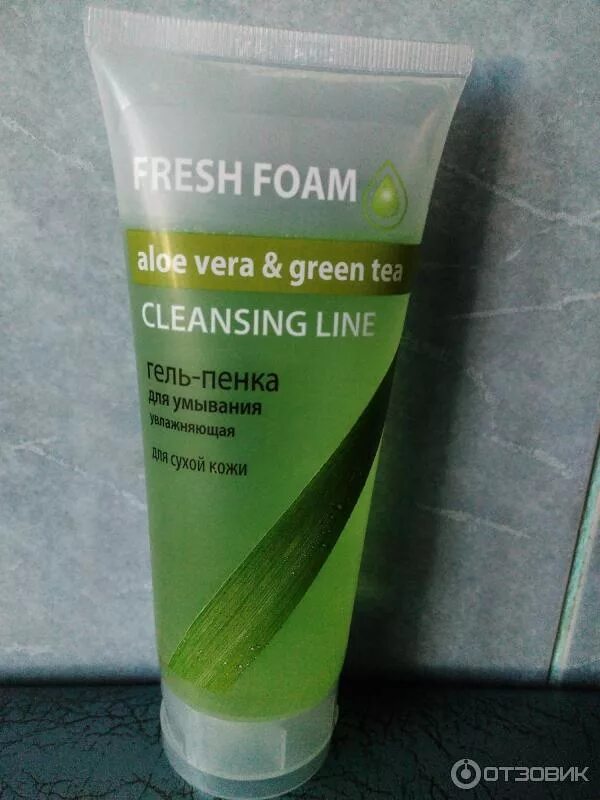 FRESH FOAM
aloe vera & green tea
CLEANSING LINE
гель-пенка
для умывания
увлажняющая
для сухой кожи
ОТЗОВИК